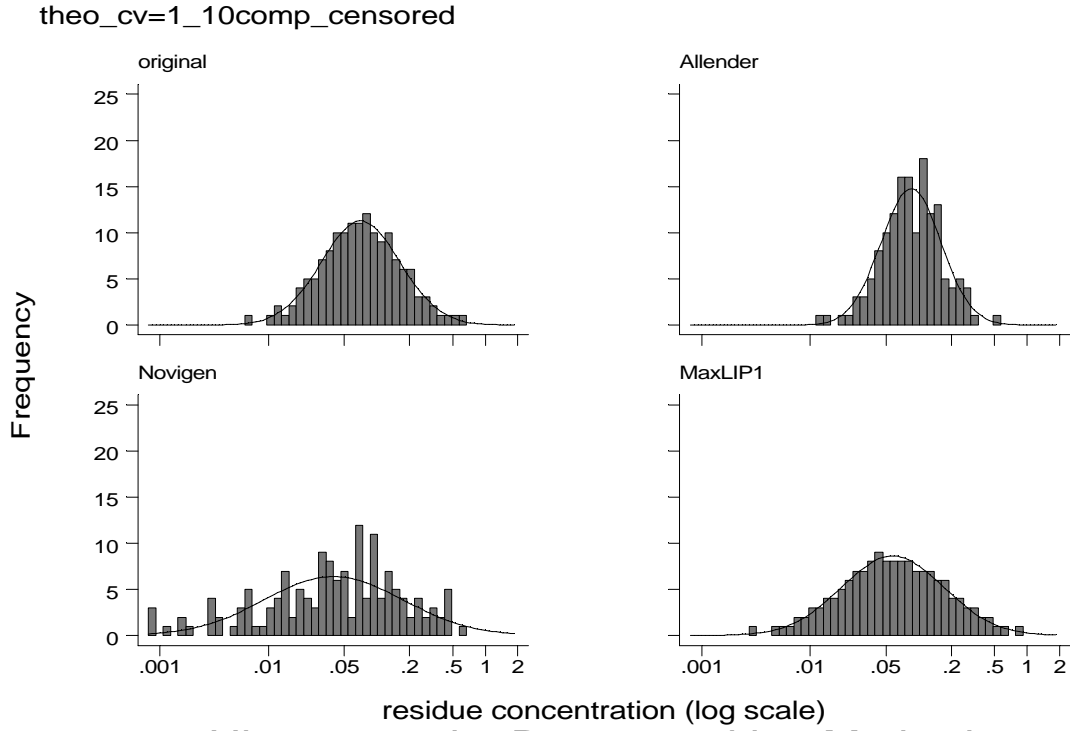 theo_cv=1_10comp_censored
original
Allender
25
20
15
10
5
0
Novigen
MaxLIP1
25
20
15
10
5
0
Frequency
.001 .01 .05 .2 .5 1 2
.001 .01 .05 .2 .5 1 2
residue concentration (log scale)